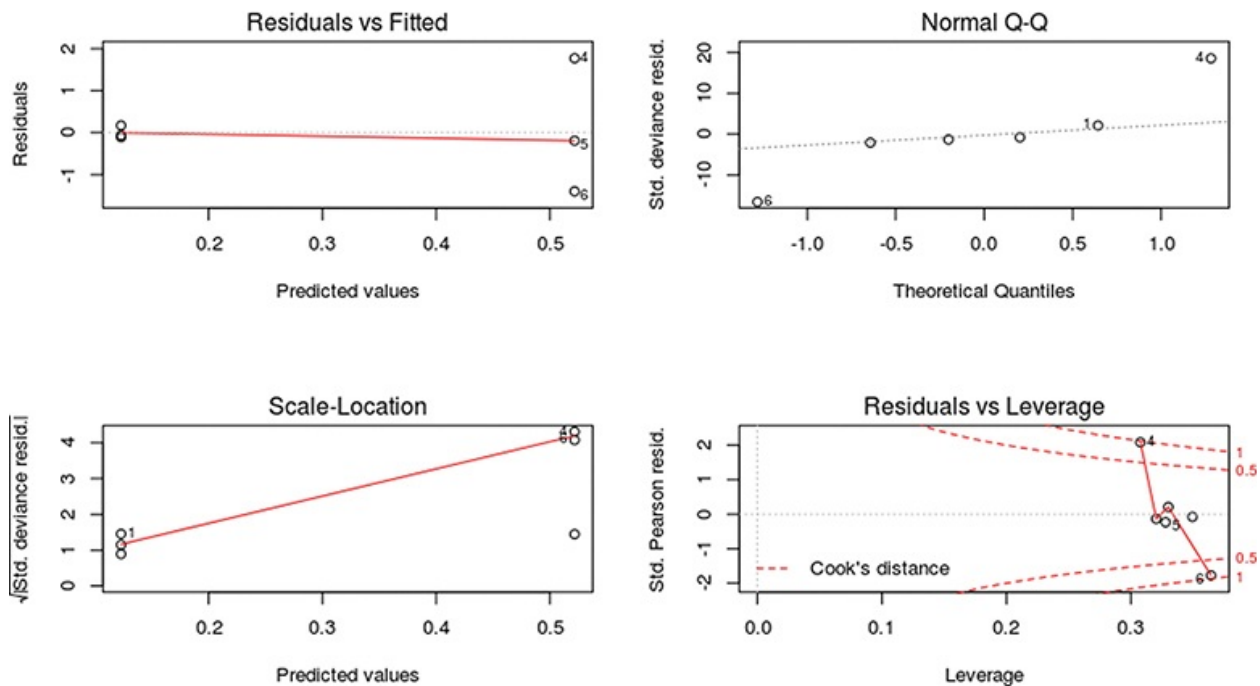 Residuals vs Fitted
Residuals
2
1
0
-1
4
5
6
0.2 0.3 0.4 0.5
Predicted values
Normal Q-Q
Std. deviance resid.
20
10
0
-10
4
1
6
-1.0 -0.5 0.0 0.5 1.0
Theoretical Quantiles
Scale-Location
√|Std. deviance resid.|
4
3
2
1
0
4
6
1
0.2 0.3 0.4 0.5
Predicted values
Residuals vs Leverage
Std. Pearson resid.
2
1
0
-1
-2
4
5
6
1
0.5
0.5
1
Cook's distance
0.0 0.1 0.2 0.3
Leverage